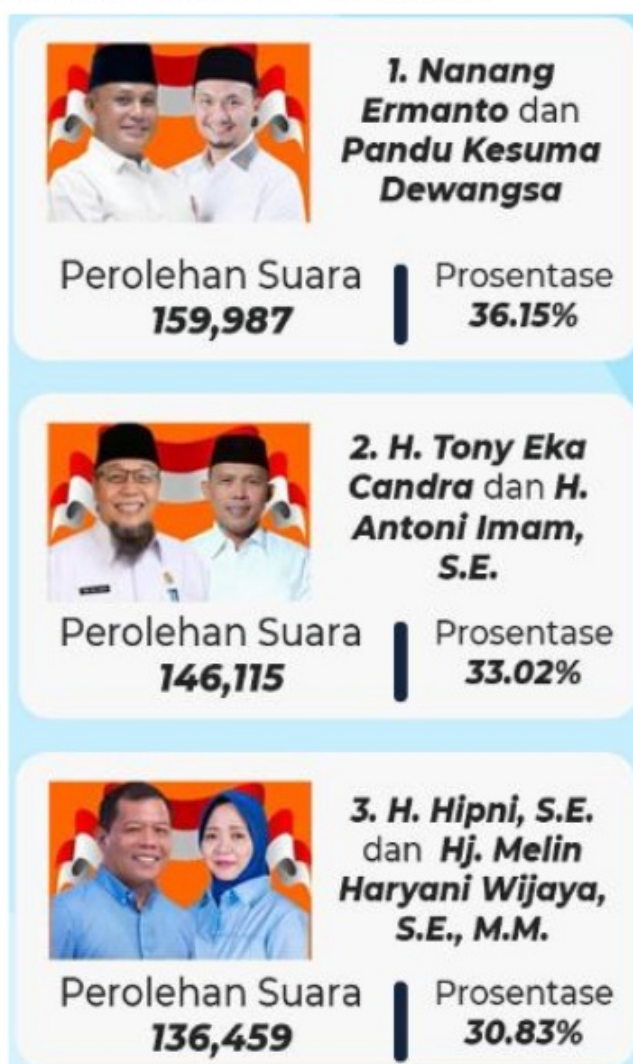 1. Nanang
Ermanto dan
Pandu Kesuma
Dewangsa
Perolehan Suara
159,987
Prosentase
36.15%
2. H. Tony Eka
Candra dan H.
Antoni Imam,
S.E.
Perolehan Suara
146,115
Prosentase
33.02%
3. H. Hipni, S.E.
dan Hj. Melin
Haryani Wijaya,
S.E., M.M.
Perolehan Suara
136,459
Prosentase
30.83%